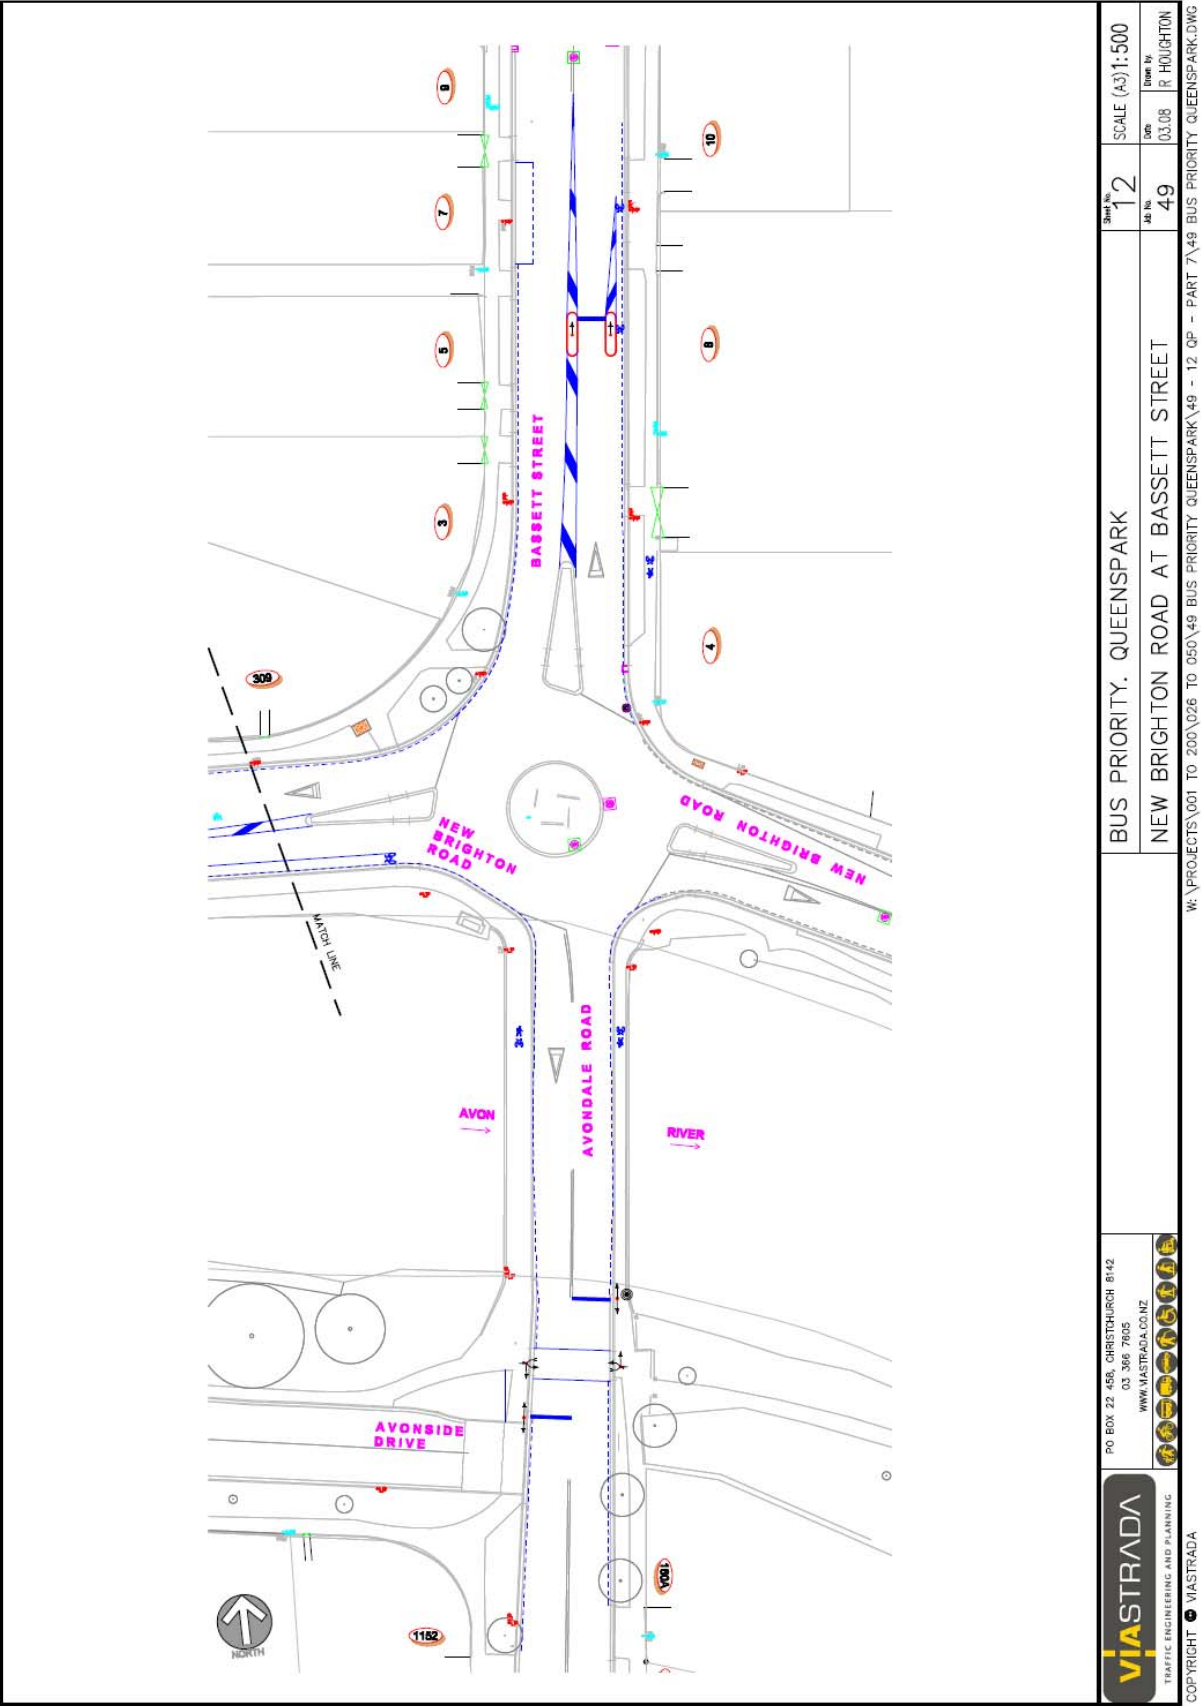 9
7
5
3
309
10
8
4
BASSETT STREET
NEW
BRIGHTON
ROAD
NEW BRIGHTON ROAD
MATCH LINE
AVONDALE ROAD
AVON
RIVER
AVONSIDE
DRIVE
1152
180A
NORTH
VIASTRADA
TRAFFIC ENGINEERING AND PLANNING
PO BOX 22 458, CHRISTCHURCH 8142
03 366 7605
WWW.VIASTRADA.CO.NZ
BUS PRIORITY. QUEENSPARK
NEW BRIGHTON ROAD AT BASSETT STREET
Sheet No.
12
SCALE (A3)1:500
Job No.
49
Date
03.08
Drawn by.
R HOUGHTON
COPYRIGHT VIASTRADA
W: \PROJECTS\001 TO 200\026 TO 050\49 BUS PRIORITY QUEENSPARK\49 - 12 QP - PART 7\49 BUS PRIORITY QUEENSPARK.DWG